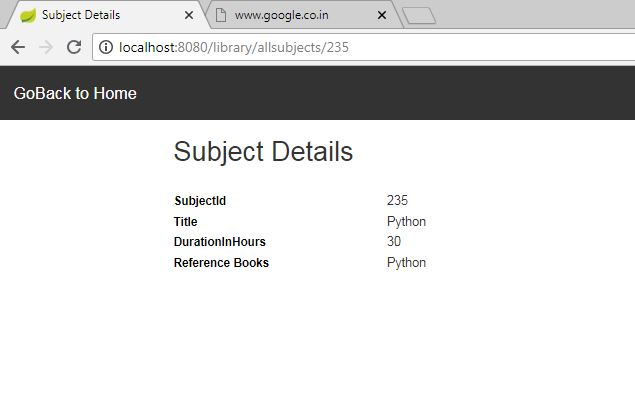 Subject Details
www.google.co.in
localhost:8080/library/allsubjects/235
GoBack to Home
Subject Details
SubjectId 235
Title Python
DurationInHours 30
Reference Books Python